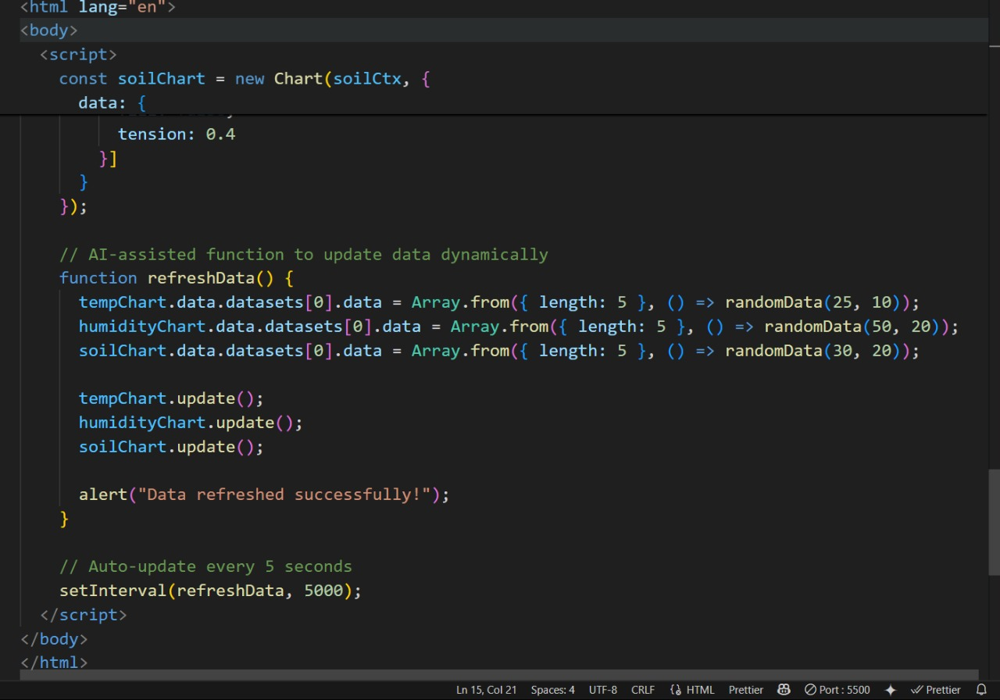 <html lang="en">
<body>
<script>
const soilChart = new Chart(soilCtx, {
data: {
tension: 0.4
}]
}
});
// AI-assisted function to update data dynamically
function refreshData() {
tempChart.data.datasets[0].data = Array.from({ length: 5 }, () => randomData(25, 10));
humidityChart.data.datasets[0].data = Array.from({ length: 5 }, () => randomData(50, 20));
soilChart.data.datasets[0].data = Array.from({ length: 5 }, () => randomData(30, 20));
tempChart.update();
humidityChart.update();
soilChart.update();
alert("Data refreshed successfully!");
}
// Auto-update every 5 seconds
setInterval(refreshData, 5000);
</script>
</body>
</html>
Ln 15, Col 21 Spaces: 4 UTF-8 CRLF {} HTML Prettier Port : 5500 Prettier